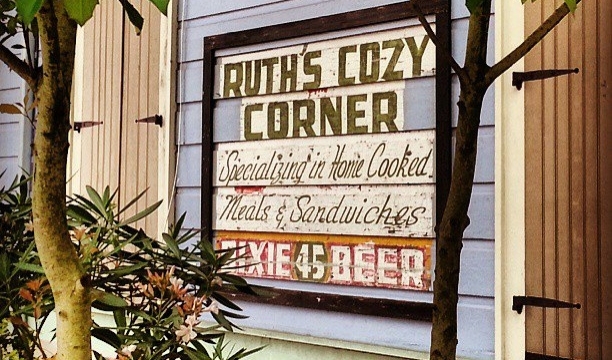 RUTH'S COZY
CORNER
Specializing in Home Cooked
Meals & Sandwiches
DIXIE 45 BEER